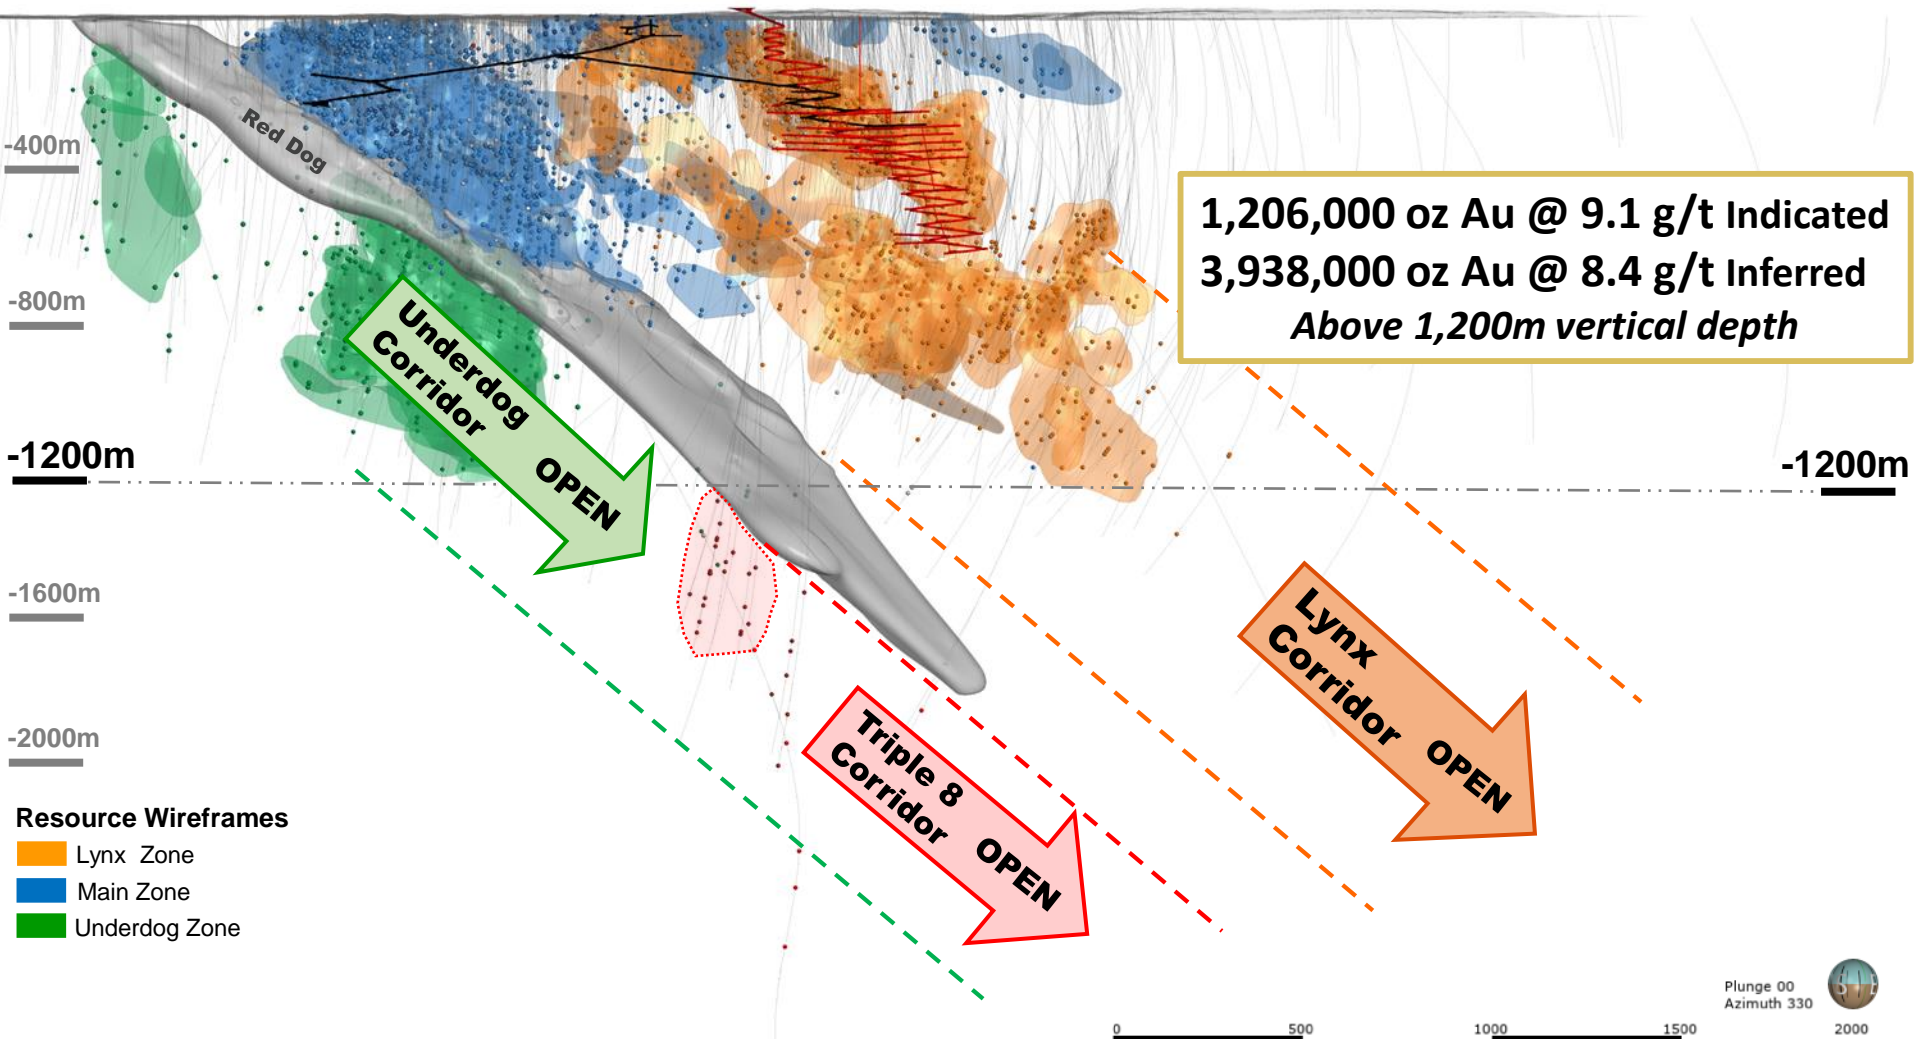 Red Dog
-400m
-800m
-1200m
-1600m
-2000m
1,206,000 oz Au @ 9.1 g/t Indicated
3,938,000 oz Au @ 8.4 g/t Inferred
Above 1,200m vertical depth
-1200m
Underdog
Corridor OPEN
Triple 8
Corridor OPEN
Lynx
Corridor OPEN
Resource Wireframes
Lynx Zone
Main Zone
Underdog Zone
Plunge 00
Azimuth 330
0 500 1000 1500 2000